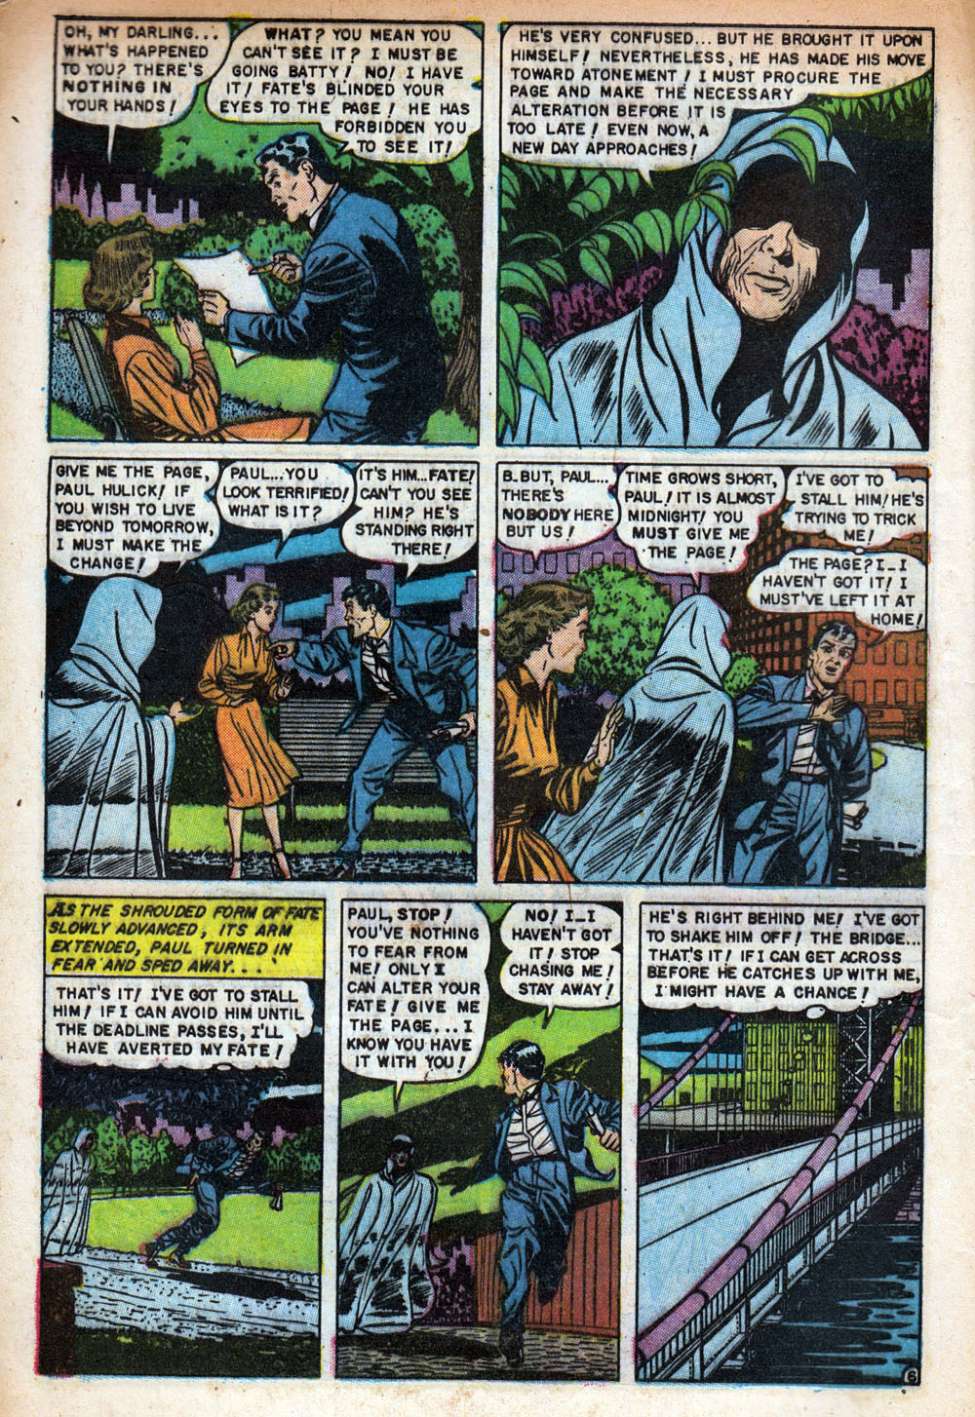 OH, MY DARLING...
WHAT'S HAPPENED
TO YOU? THERE'S
NOTHING IN
YOUR HANDS!
WHAT? YOU MEAN YOU
CAN'T SEE IT? I MUST BE
GOING BATTY! NO! I HAVE
IT! FATE'S BLINDED YOUR
EYES TO THE PAGE! HE HAS
FORBIDDEN YOU
TO SEE IT!
HE'S VERY CONFUSED... BUT HE BROUGHT IT UPON
HIMSELF! NEVERTHELESS, HE HAS MADE HIS MOVE
TOWARD ATONEMENT! I MUST PROCURE THE
PAGE AND MAKE THE NECESSARY
ALTERATION BEFORE IT IS
TOO LATE! EVEN NOW, A
NEW DAY APPROACHES!
GIVE ME THE PAGE,
PAUL HULICK! IF
YOU WISH TO LIVE
BEYOND TOMORROW,
I MUST MAKE THE
CHANGE!
PAUL...YOU
LOOK TERRIFIED!
WHAT IS IT?
IT'S HIM...FATE!
CAN'T YOU SEE
HIM? HE'S
STANDING RIGHT
THERE!
B..BUT, PAUL...
THERE'S
NOBODY HERE
BUT US!
TIME GROWS SHORT,
PAUL! IT IS ALMOST
MIDNIGHT! YOU
MUST GIVE ME
THE PAGE!
I'VE GOT TO
STALL HIM! HE'S
TRYING TO TRICK
ME!
THE PAGE? I...I
HAVEN'T GOT IT! I
MUST'VE LEFT IT AT
HOME!
AS THE SHROUDED FORM OF FATE
SLOWLY ADVANCED, ITS ARM
EXTENDED, PAUL TURNED IN
FEAR AND SPED AWAY...
THAT'S IT! I'VE GOT TO STALL
HIM! IF I CAN AVOID HIM UNTIL
THE DEADLINE PASSES, I'LL
HAVE AVERTED MY FATE!
PAUL, STOP!
YOU'VE NOTHING
TO FEAR FROM
ME! ONLY I
CAN ALTER YOUR
FATE! GIVE ME
THE PAGE... I
KNOW YOU HAVE
IT WITH YOU!
NO! I...I
HAVEN'T GOT
IT! STOP
CHASING ME!
STAY AWAY!
HE'S RIGHT BEHIND ME! I'VE GOT
TO SHAKE HIM OFF! THE BRIDGE...
THAT'S IT! IF I CAN GET ACROSS
BEFORE HE CATCHES UP WITH ME,
I MIGHT HAVE A CHANCE!
6